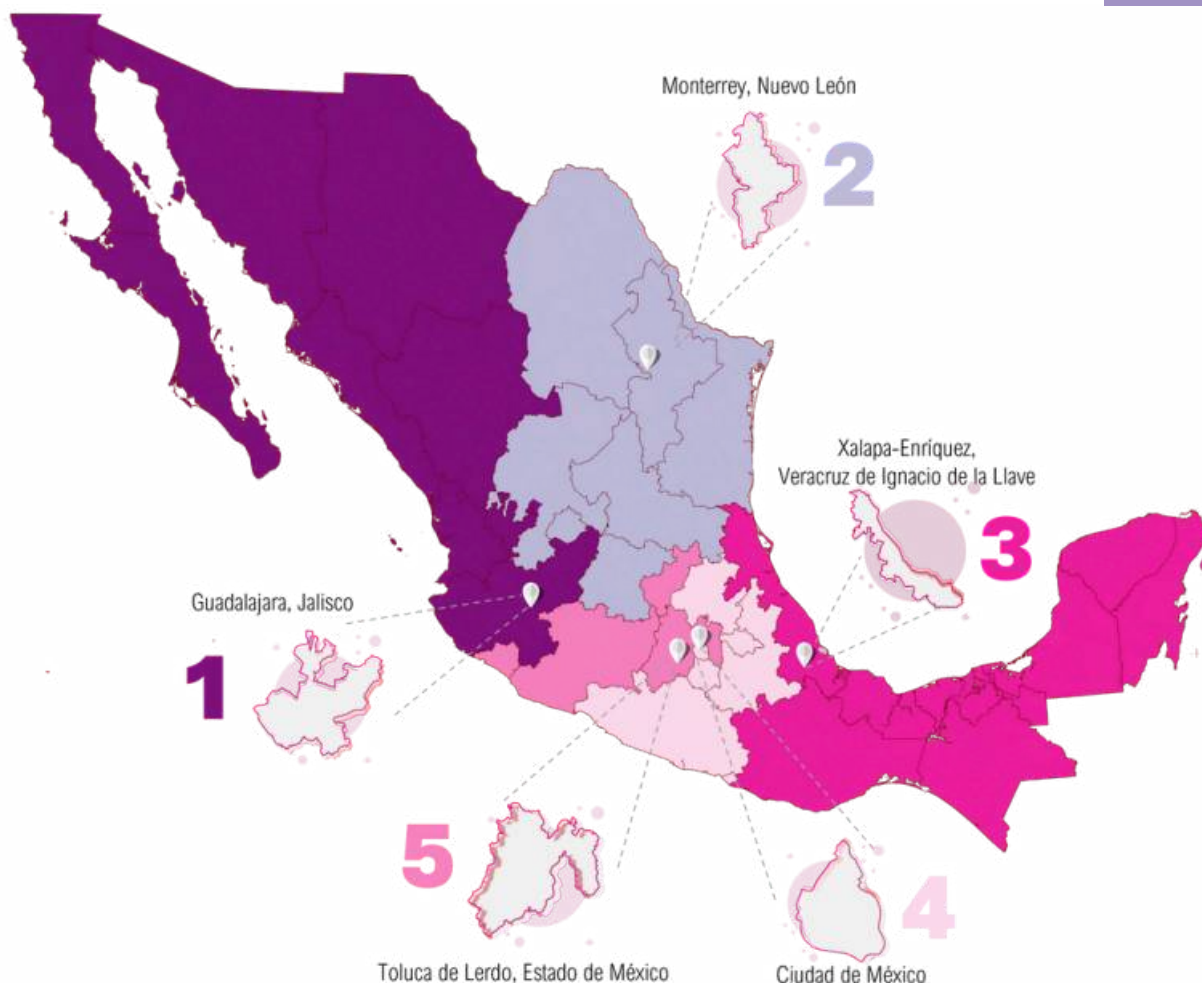 Monterrey, Nuevo León
2
Xalapa-Enríquez,
Veracruz de Ignacio de la Llave
3
Guadalajara, Jalisco
1
5
Toluca de Lerdo, Estado de México
4
Ciudad de México